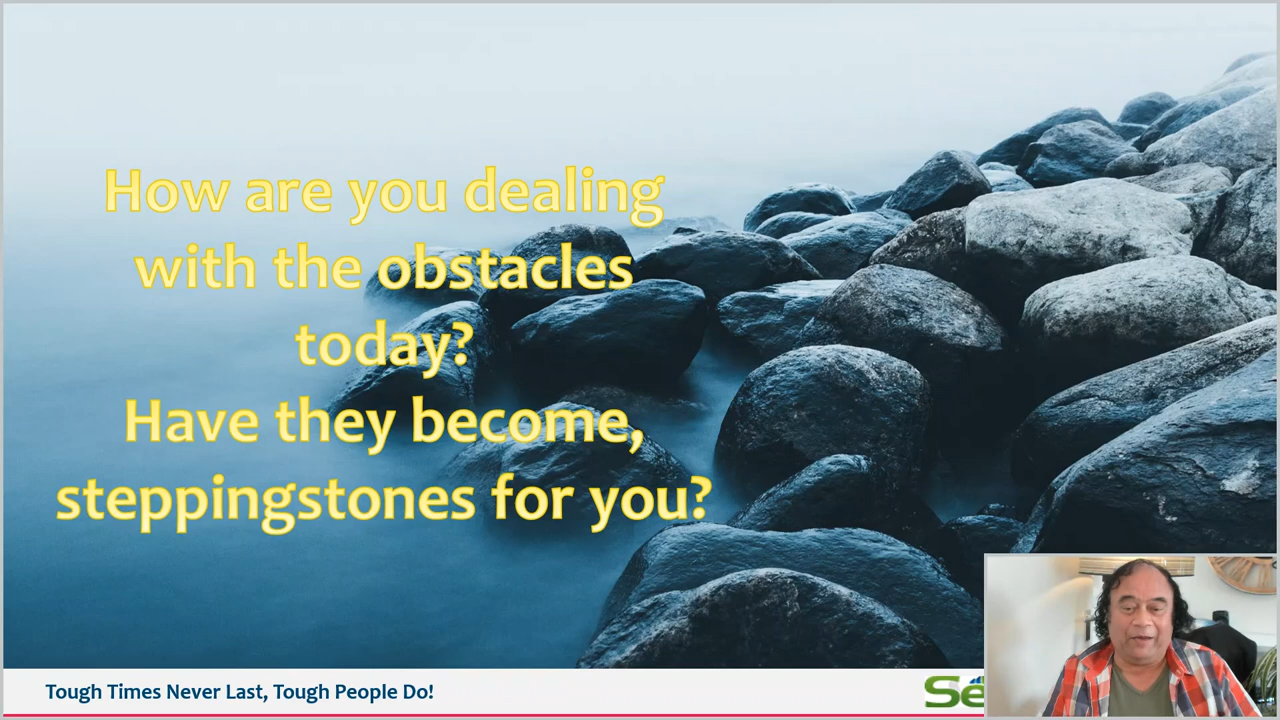 How are you dealing
with the obstacles
today?
Have they become,
steppingstones for you?
Tough Times Never Last, Tough People Do!